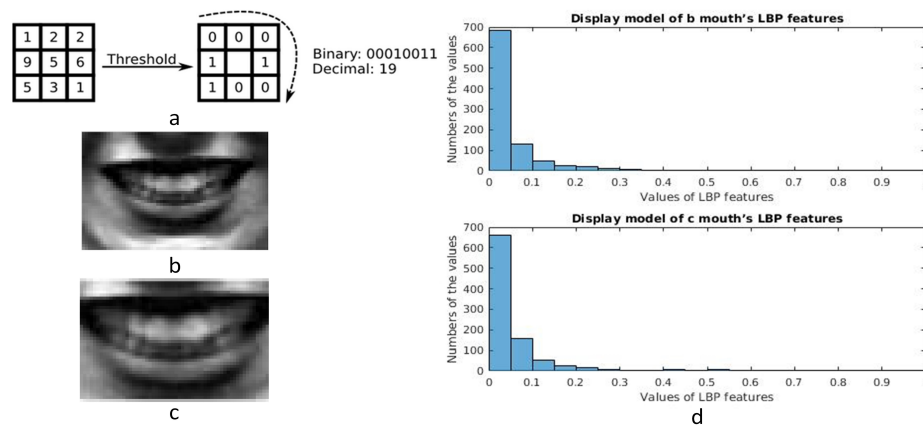 1 2 2
9 5 6
5 3 1
Threshold
0 0 0
1 1
1 0 0
Binary: 00010011
Decimal: 19
a
b
c
Display model of b mouth's LBP features
Numbers of the values
700
600
500
400
300
200
100
0
0 0.1 0.2 0.3 0.4 0.5 0.6 0.7 0.8 0.9
Values of LBP features
Display model of c mouth's LBP features
Numbers of the values
700
600
500
400
300
200
100
0
0 0.1 0.2 0.3 0.4 0.5 0.6 0.7 0.8 0.9
Values of LBP features
d